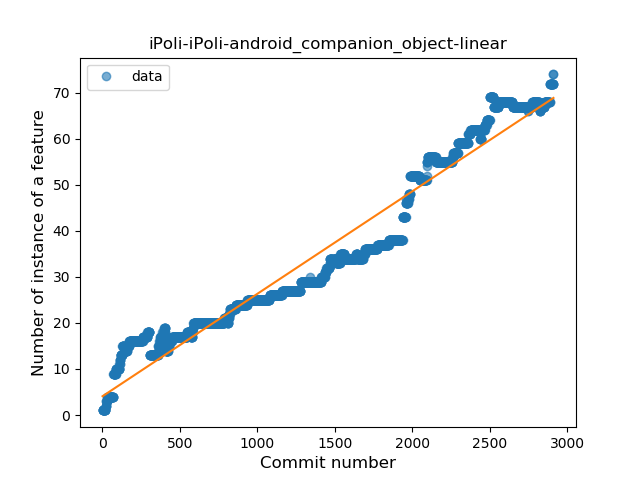 iPoli-iPoli-android_companion_object-linear
data
Number of instance of a feature
70
60
50
40
30
20
10
0
0 500 1000 1500 2000 2500 3000
Commit number